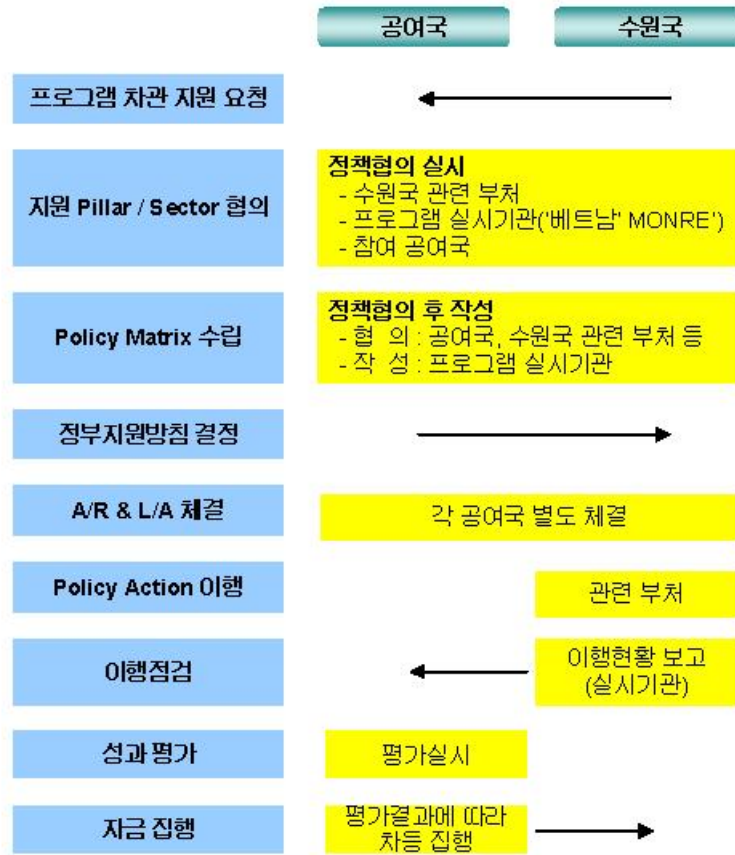 공여국 수원국
프로그램 차관 지원 요청
지원 Pillar / Sector 협의
정책협의 실시
- 수원국 관련 부처
- 프로그램 실시기관('베트남' MONRE')
- 참여 공여국
Policy Matrix 수립
정책협의 후 작성
- 협 의 : 공여국, 수원국 관련 부처 등
- 작 성 : 프로그램 실시기관
정부지원방침 결정
A/R & L/A 체결
각 공여국 별도 체결
Policy Action 이행
관련 부처
이행점검
이행현황 보고
(실시기관)
성과 평가
평가실시
자금 집행
평가결과에 따라
차등 집행